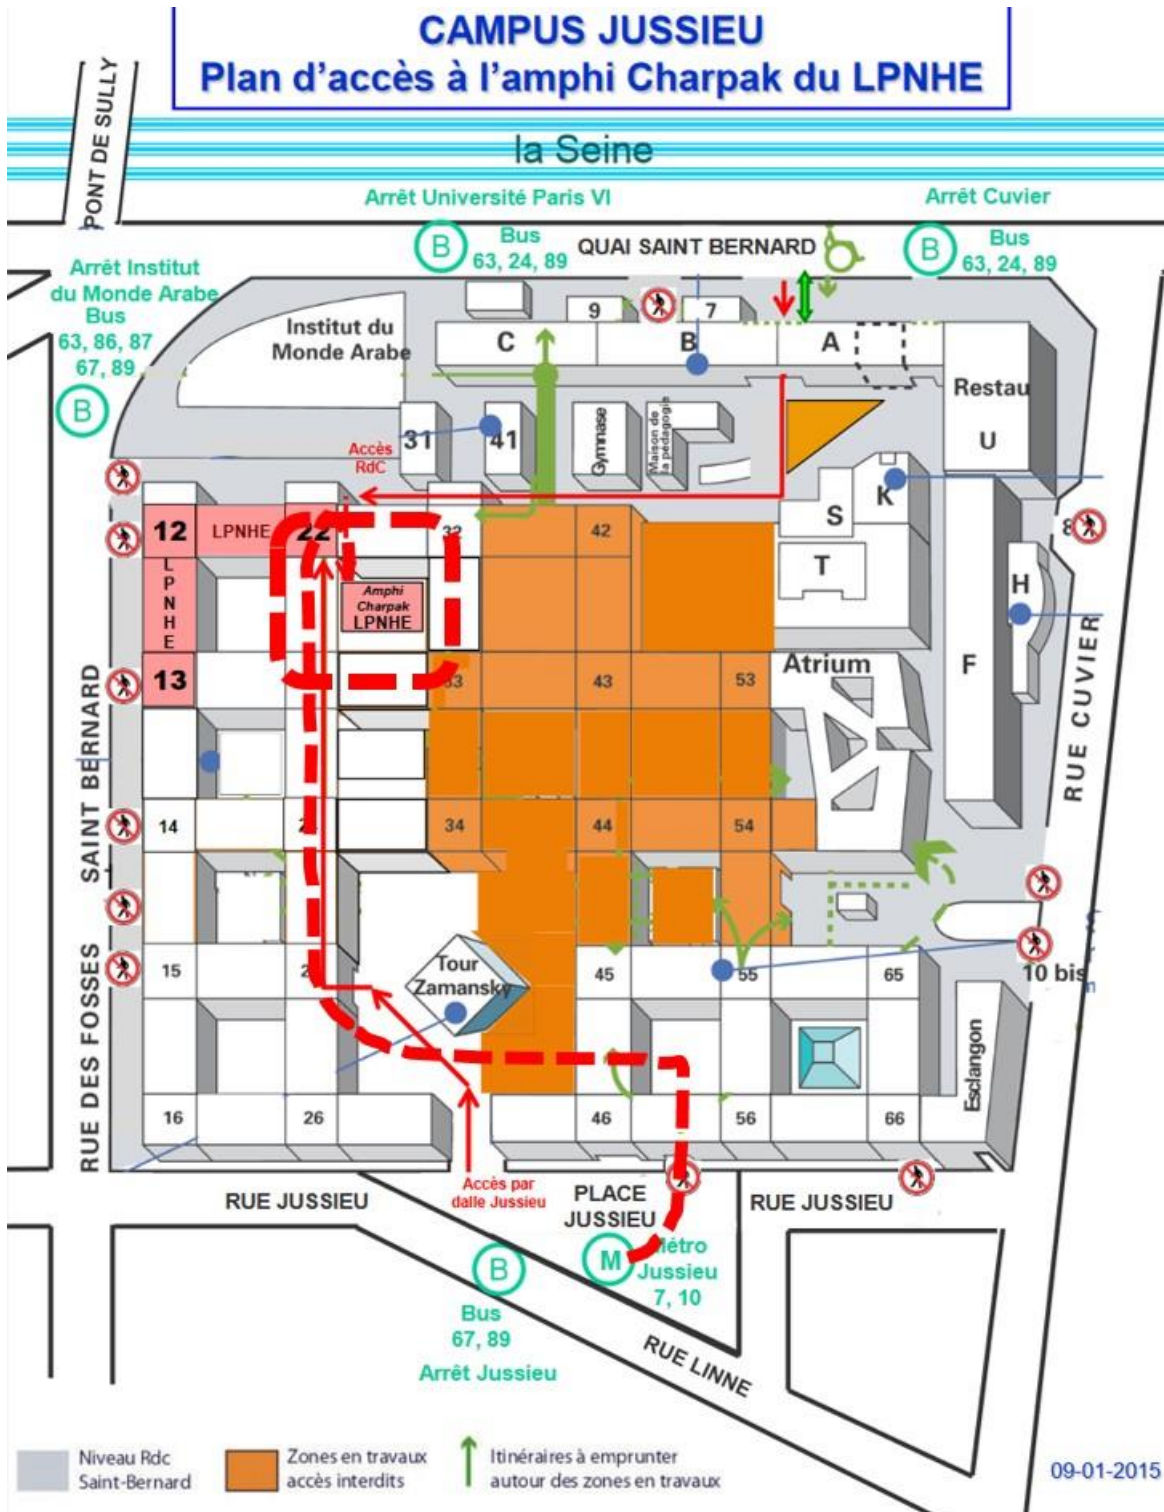 CAMPUS JUSSIEU
Plan d'accès à l'amphi Charpak du LPNHE
PONT DE SULLY
la Seine
Arrêt Université Paris VI
Arrêt Cuvier
B
Bus
63, 24, 89
QUAI SAINT BERNARD
B
Bus
63, 24, 89
Arrêt Institut
du Monde Arabe
Bus
63, 86, 87
67, 89
B
Institut du
Monde Arabe
9
7
C
B
A
Restau
U
31
41
Gymnase
Maison de
la pédagogie
Accès
RdC
K
S
T
8
H
F
12
LPNHE
22
32
42
LPNHE
Amphi
Charpak
LPNHE
13
33
43
53
Atrium
RUE CUVIER
SAINT BERNARD
14
34
44
54
RUE DES FOSSES
15
Tour
Zamansky
45
55
65
10 bis
Esclangon
16
26
46
56
66
RUE JUSSIEU
Accès par
dalle Jussieu
PLACE
JUSSIEU
RUE JUSSIEU
M
Métro
Jussieu
7, 10
B
Bus
67, 89
Arrêt Jussieu
RUE LINNE
Niveau Rdc
Saint-Bernard
Zones en travaux
accès interdits
Itinéraires à emprunter
autour des zones en travaux
09-01-2015